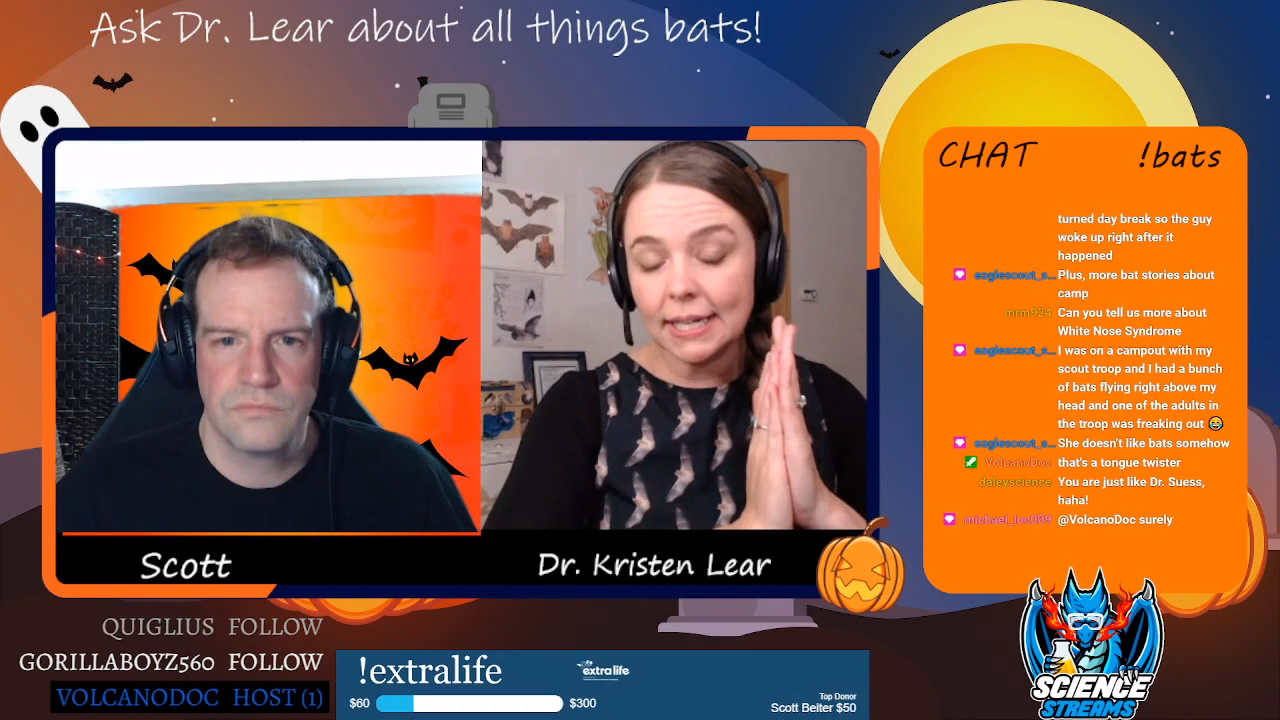 Ask Dr. Lear about all things bats!
CHAT !bats
turned day break so the guy
woke up right after it
happened
eaglescout_s... Plus, more bat stories about
camp
mrm924 Can you tell us more about
White Nose Syndrome
eaglescout_s... I was on a campout with my
scout troop and I had a bunch
of bats flying right above my
head and one of the adults in
the troop was freaking out 😂
eaglescout_s... She doesn't like bats somehow
VolcanoDoc that's a tongue twister
daleyscience You are just like Dr. Suess,
haha!
michael_loc009 @VolcanoDoc surely
Scott
Dr. Kristen Lear
QUIGLIUS FOLLOW
GORILLABOYZ560 FOLLOW
VOLCANODOC HOST (1)
!extralife
extra life
$60 $300
Top Donor
Scott Belter $50
SCIENCE
STREAMS